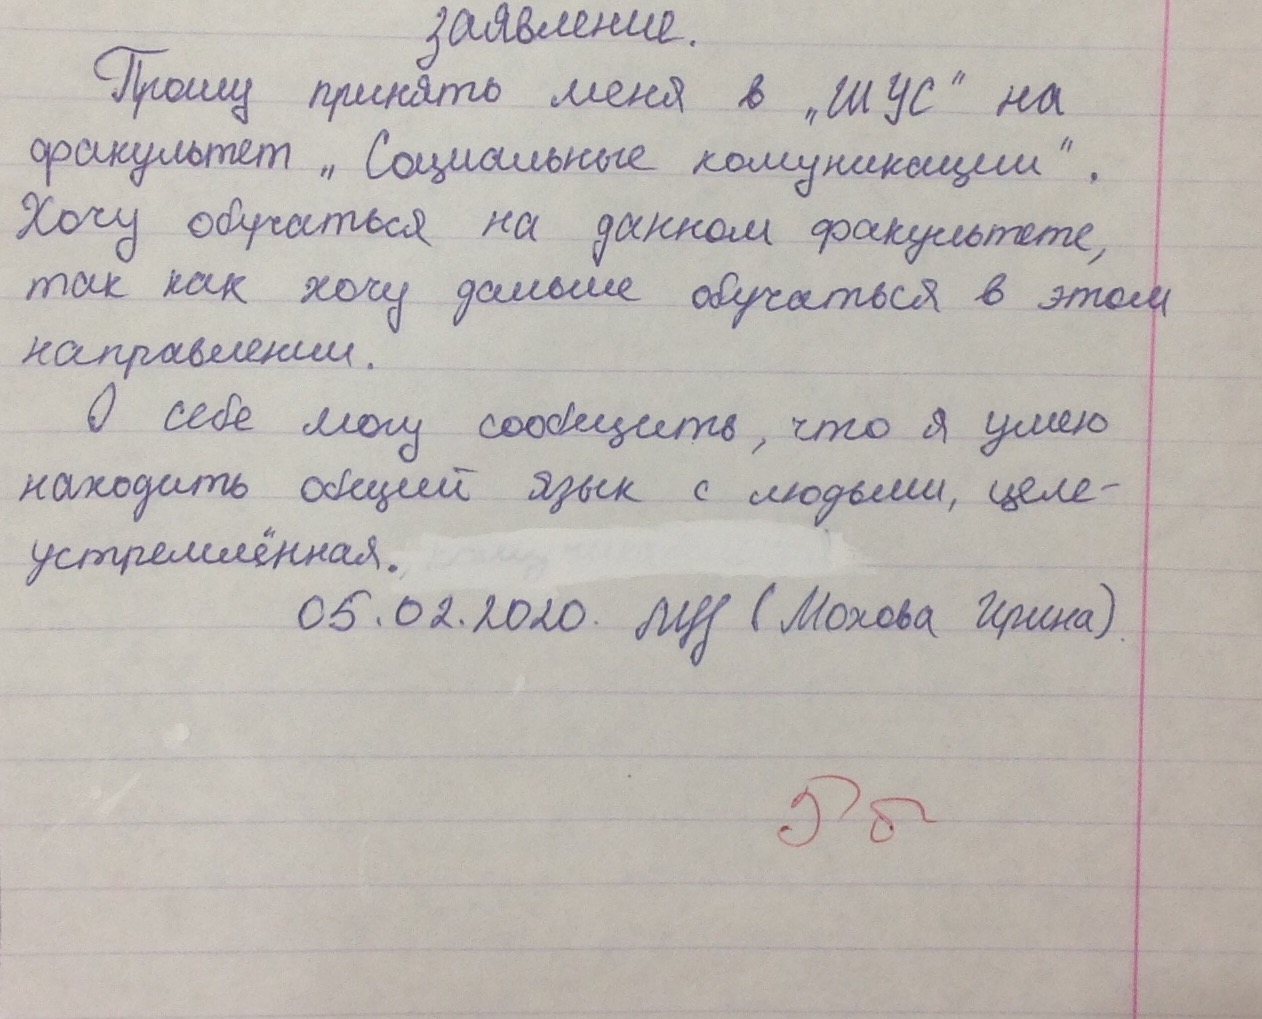 заявление.
Прошу принять меня в „ШУС" на
факультет „Социальные комуникации".
Хочу обучаться на данном факультете,
так как хочу дальше обучаться в этом
направлении.
О себе могу сообщить, что я умею
находить общий язык с людьми, целе-
устремлённая.
05.02.2020. (Мохова Ирина).
5б